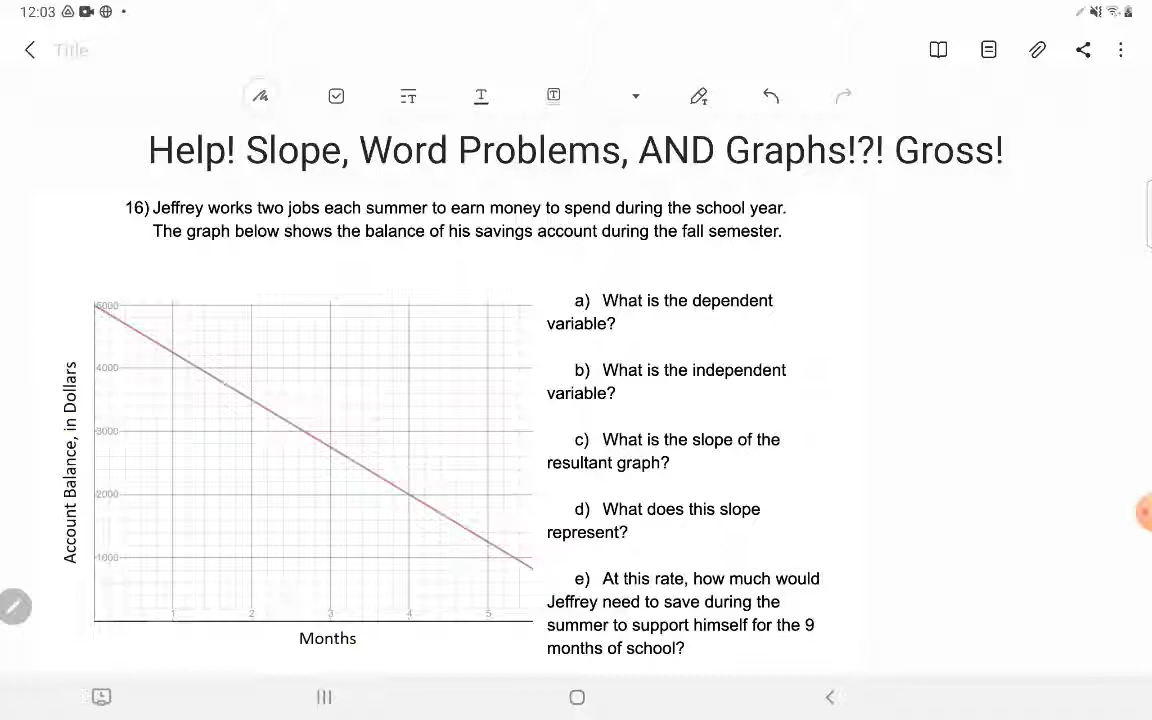 12:03
Title
Help! Slope, Word Problems, AND Graphs!?! Gross!
16) Jeffrey works two jobs each summer to earn money to spend during the school year.
The graph below shows the balance of his savings account during the fall semester.
Account Balance, in Dollars
5000
4000
3000
2000
1000
1 2 3 4 5
Months
a) What is the dependent
variable?
b) What is the independent
variable?
c) What is the slope of the
resultant graph?
d) What does this slope
represent?
e) At this rate, how much would
Jeffrey need to save during the
summer to support himself for the 9
months of school?